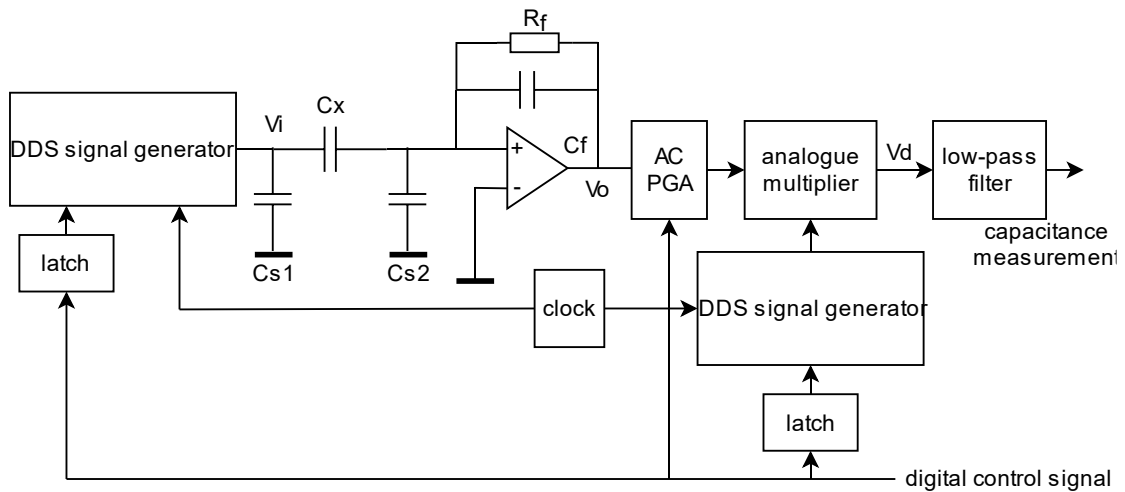 Rf
Cx
Vi
DDS signal generator
+
-
Cf
Vo
AC
PGA
analogue
multiplier
Vd
low-pass
filter
latch
Cs1
Cs2
capacitance
measurement
clock
DDS signal generator
latch
digital control signal